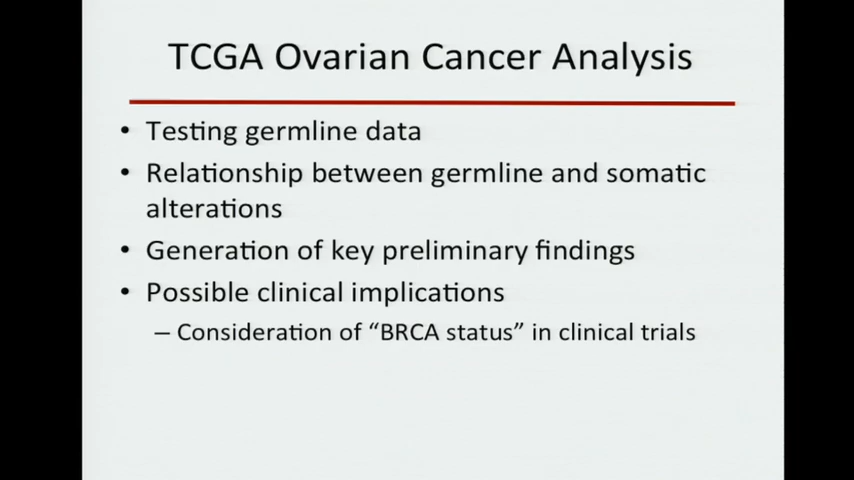 TCGA Ovarian Cancer Analysis
• Testing germline data
• Relationship between germline and somatic
alterations
• Generation of key preliminary findings
• Possible clinical implications
– Consideration of “BRCA status” in clinical trials